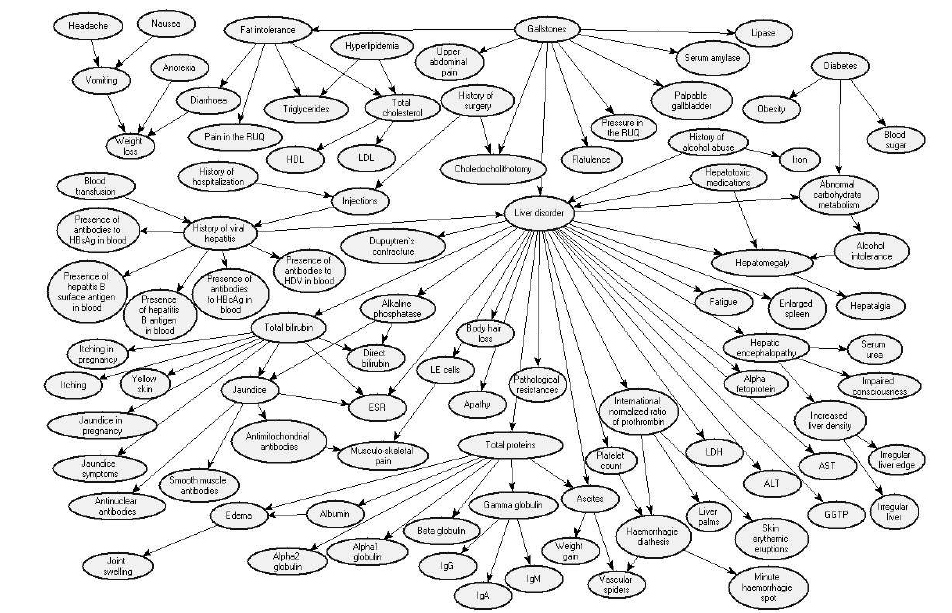 Headache
Nausea
Fat intolerance
Gallstones
Lipase
Hyperlipidemia
Upper
abdominal
pain
Serum amylase
Diabetes
Vomiting
Anorexia
Diarrhoea
Triglycerides
Total
cholesterol
History of
surgery
Palpable
gallbladder
Obesity
Blood
sugar
Weight
loss
Pain in the RUQ
HDL
LDL
Choledocholithotomy
Flatulence
Pressure in
the RUQ
History of
alcohol abuse
Iron
Blood
transfusion
History of
hospitalization
Injections
Hepatotoxic
medications
Abnormal
carbohydrate
metabolism
Presence of
antibodies to
HBsAg in blood
History of viral
hepatitis
Liver disorder
Dupuytren's
contracture
Hepatomegaly
Alcohol
intolerance
Presence of
hepatitis B
surface antigen
in blood
Presence
of hepatitis
B antigen
in blood
Presence of
antibodies
to HBsAg in
blood
Presence of
antibodies to
HDV in blood
Alkaline
phosphatase
Fatigue
Enlarged
spleen
Hepatalgia
Total bilirubin
Body hair
loss
Hepatic
encephalopathy
Serum
urea
Itching in
pregnancy
Direct
bilirubin
LE cells
Pathological
resistances
Alpha
fetoprotein
Impaired
consciousness
Itching
Yellow
skin
Jaundice
ESR
Apathy
International
normalized ratio
of prothrombin
Increased
liver density
Jaundice in
pregnancy
Antimitochondrial
antibodies
Musculo-skeletal
pain
Total proteins
Platelet
count
LDH
AST
Irregular
liver edge
Jaundice
symptoms
Smooth muscle
antibodies
ALT
Antinuclear
antibodies
Edema
Albumin
Gamma globulin
Ascites
Liver
palms
GGTP
Irregular
liver
Beta globulin
Haemorrhagic
diathesis
Skin
erythemic
eruptions
Joint
swelling
Alpha2
globulin
Alpha1
globulin
IgG
IgM
IgA
Weight
gain
Vascular
spiders
Minute
haemorrhagic
spot